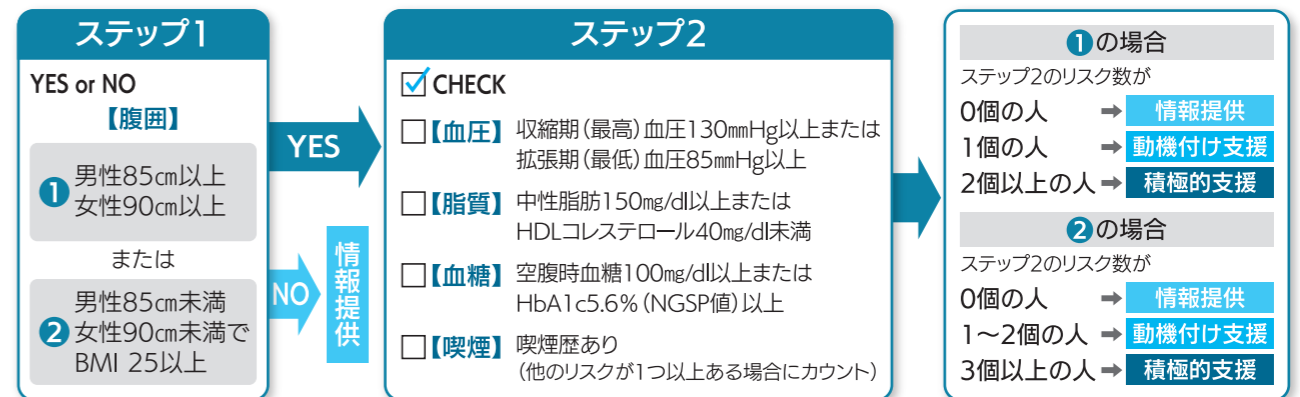 ステップ1
YES or NO
【腹囲】
❶ 男性85㎝以上
女性90㎝以上
または
❷ 男性85㎝未満
女性90㎝未満で
BMI 25以上
YES
NO
情報提供
ステップ2
CHECK
【血圧】 収縮期(最高)血圧130㎜Hg以上または
拡張期(最低)血圧85㎜Hg以上
【脂質】 中性脂肪150㎎/dl以上または
HDLコレステロール40㎎/dl未満
【血糖】 空腹時血糖100㎎/dl以上または
HbA1c5.6%(NGSP値)以上
【喫煙】 喫煙歴あり
(他のリスクが1つ以上ある場合にカウント)
❶の場合
ステップ2のリスク数が
0個の人 ➡ 情報提供
1個の人 ➡ 動機付け支援
2個以上の人 ➡ 積極的支援
❷の場合
ステップ2のリスク数が
0個の人 ➡ 情報提供
1〜2個の人 ➡ 動機付け支援
3個以上の人 ➡ 積極的支援